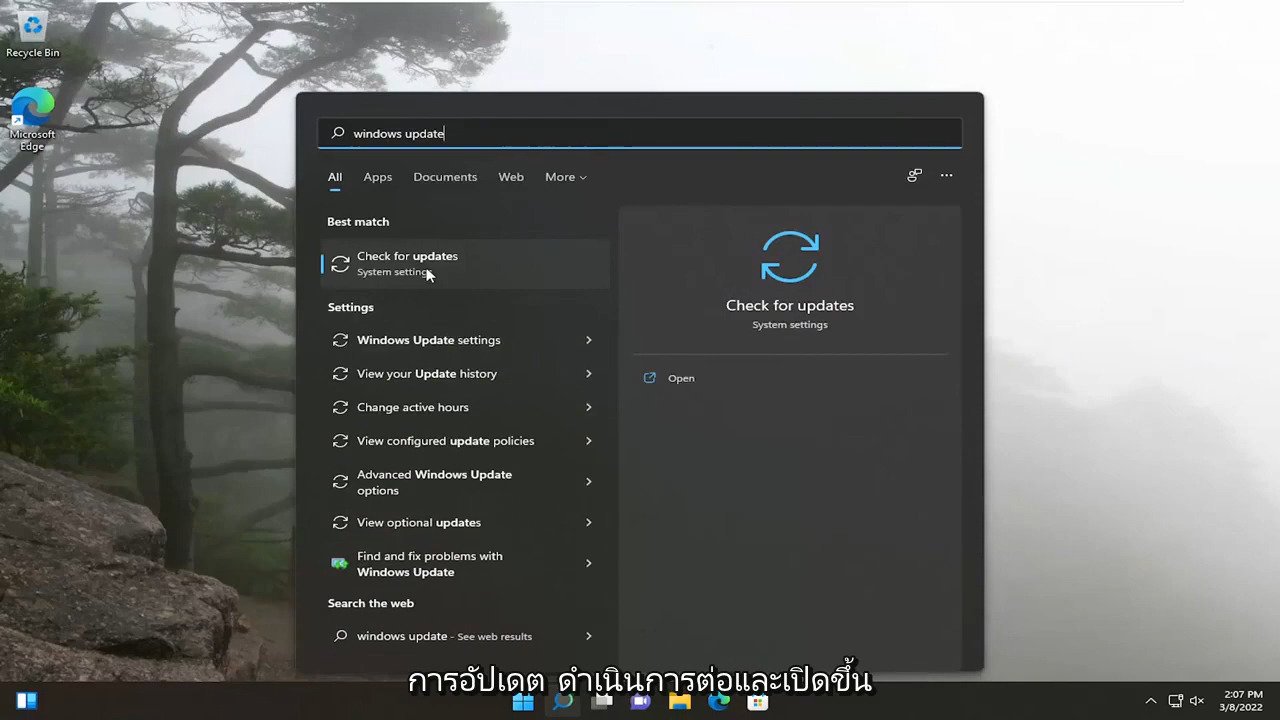 Recycle Bin
Microsoft
Edge
windows update
All
Apps
Documents
Web
More
Best match
Check for updates
System settings
Settings
Windows Update settings
View your Update history
Change active hours
View configured update policies
Advanced Windows Update
options
View optional updates
Find and fix problems with
Windows Update
Search the web
windows update - See web results
Check for updates
System settings
Open
การอัปเดต ดำเนินการต่อและเปิดขึ้น
2:07 PM
3/8/2022